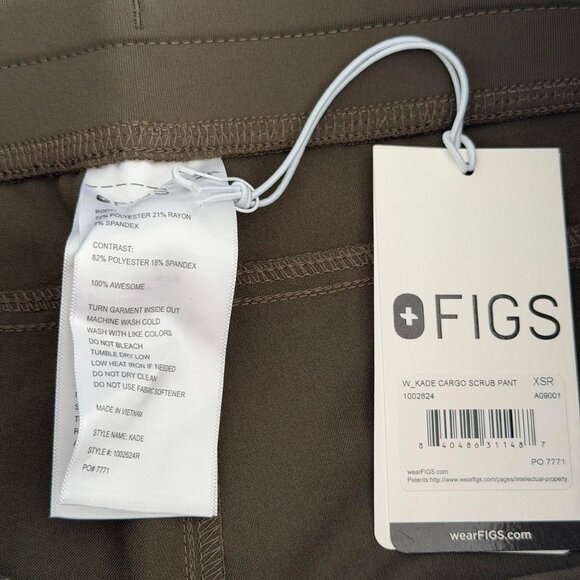 FIGS
BODY:
72% POLYESTER 21% RAYON
7% SPANDEX
CONTRAST:
82% POLYESTER 18% SPANDEX
100% AWESOME
TURN GARMENT INSIDE OUT
MACHINE WASH COLD
WASH WITH LIKE COLORS
DO NOT BLEACH
TUMBLE DRY LOW
LOW HEAT IRON IF NEEDED
DO NOT DRY CLEAN
DO NOT USE FABRIC SOFTENER
MADE IN VIETNAM
STYLE NAME: KADE
STYLE #: 1002624R
PO# 7771
FIGS
W_KADE CARGO SCRUB PANT XSR
1002624 A09001
8 40486 31148 7
PO 7771
wearFIGS.com
Patents:http://www.wearfigs.com/pages/intellectual-property
wearFIGS.com